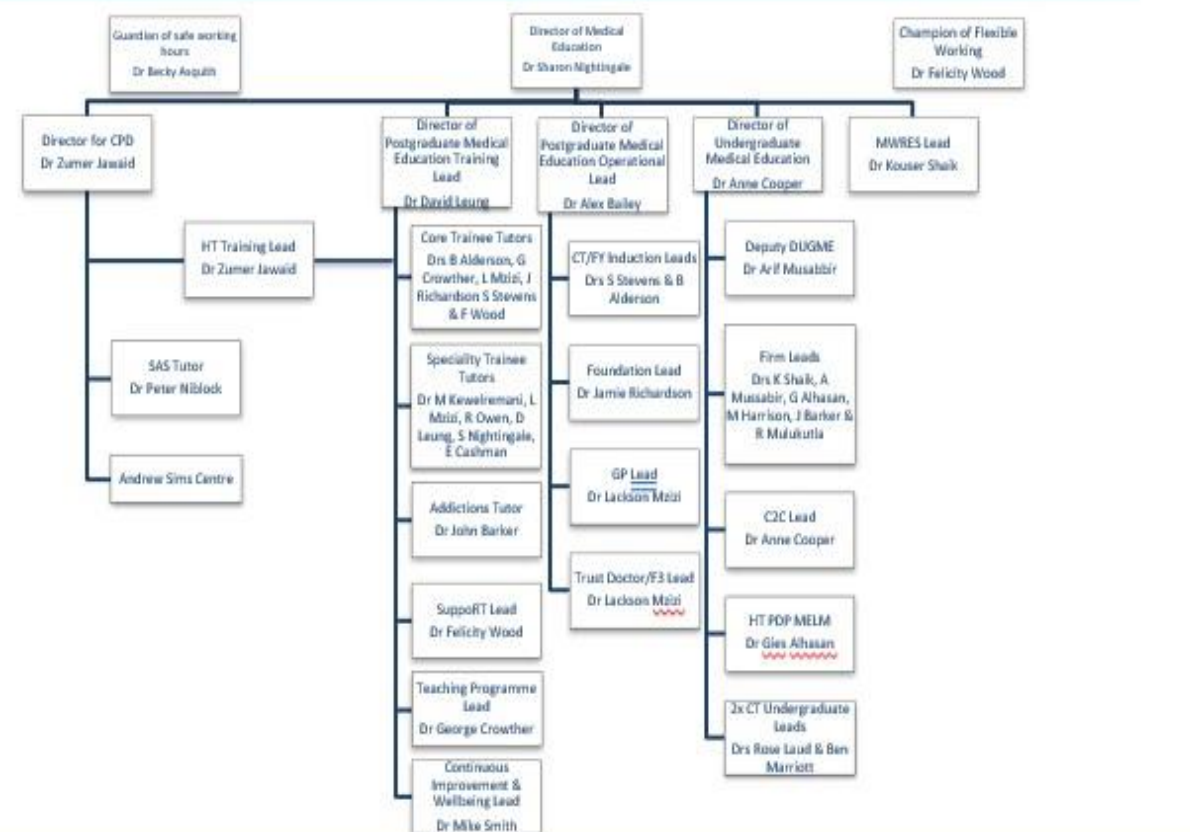 Guardian of safe working
hours
Dr Becky Asquith
Director of Medical
Education
Dr Sharon Nightingale
Champion of Flexible
Working
Dr Felicity Wood
Director for CPD
Dr Zumer Jawaid
Director of
Postgraduate Medical
Education Training
Lead
Dr David Leung
Director of
Postgraduate Medical
Education Operational
Lead
Dr Alex Bailey
Director of
Undergraduate
Medical Education
Dr Anne Cooper
MWRES Lead
Dr Kouser Shaik
HT Training Lead
Dr Zumer Jawaid
SAS Tutor
Dr Peter Niblock
Andrew Sims Centre
Core Trainee Tutors
Drs B Alderson, G
Crowther, L Mzizi, J
Richardson S Stevens
& F Wood
Speciality Trainee
Tutors
Dr M Kewelremani, L
Mzizi, R Owen, D
Leung, S Nightingale,
E Cashman
Addictions Tutor
Dr John Barker
SuppoRT Lead
Dr Felicity Wood
Teaching Programme
Lead
Dr George Crowther
Continuous
Improvement &
Wellbeing Lead
Dr Mike Smith
CT/FY Induction Leads
Drs S Stevens & B
Alderson
Foundation Lead
Dr Jamie Richardson
GP Lead
Dr Lackson Mzizi
Trust Doctor/F3 Lead
Dr Lackson Mzizi
Deputy DUGME
Dr Arif Musabbir
Firm Leads
Drs K Shaik, A
Mussabir, G Alhasan,
M Harrison, J Barker &
R Mulukutla
C2C Lead
Dr Anne Cooper
HT PDP MELM
Dr Gies Alhasan
2x CT Undergraduate
Leads
Drs Rose Laud & Ben
Marriott